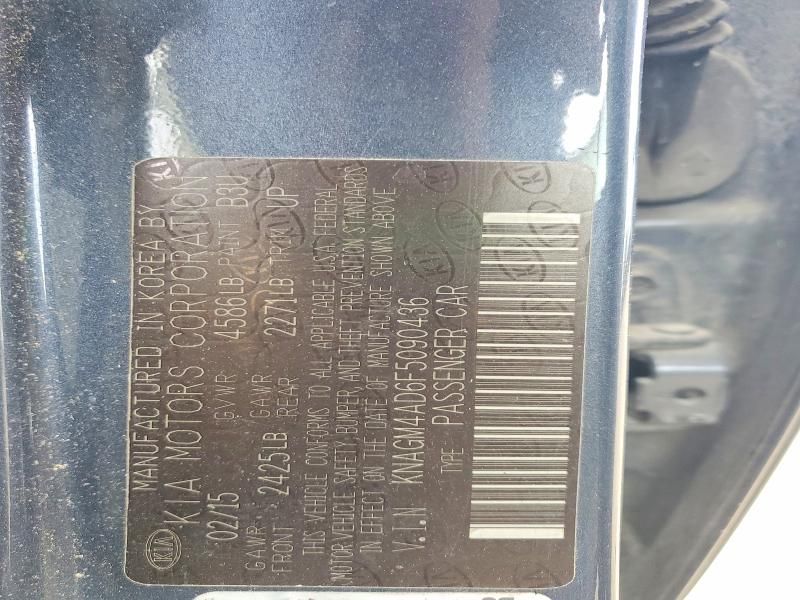 MANUFACTURED IN KOREA BY
KIA MOTORS CORPORATION
02/15 GVWR 4586LB PAINT B3U
GAWR FRONT 2425LB GAWR REAR 2271LB TR
THIS VEHICLE CONFORMS TO ALL APPLICABLE U.S.A. FEDERAL
MOTOR VEHICLE SAFETY, BUMPER AND THEFT PREVENTION STANDARDS
IN EFFECT ON THE DATE OF MANUFACTURE SHOWN ABOVE
V.I.N KNAGM4AD6F5090436
TYPE PASSENGER CAR
KIA